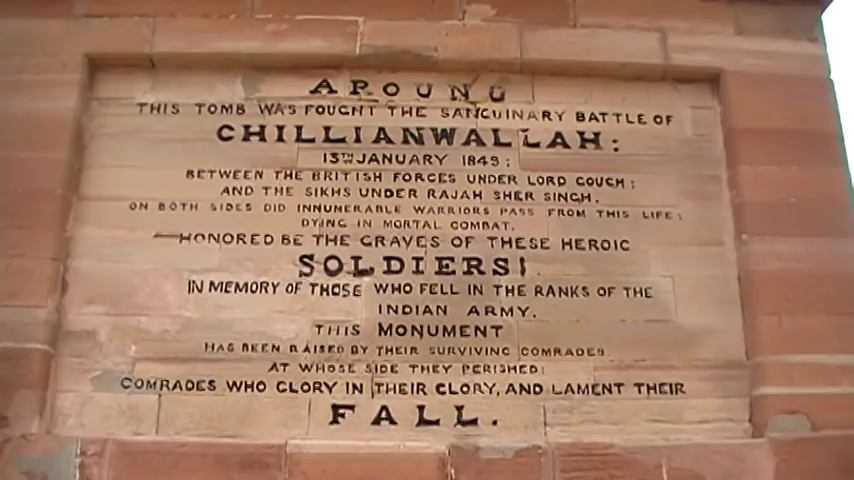 AROUND
THIS TOMB WAS FOUGHT, THE SANCUINARY BATTLE OF
CHILLIANWALLAH:
13TH JANUARY 1849;
BETWEEN THE BRITISH FORCES UNDER LORD GOUCH;
AND THE SIKHS UNDER RAJAH SHER SINGH,
ON BOTH SIDES DID INNUNERABLE WARRIORS PASS FROM THIS LIFE;
DYING IN MORTAL COMBAT.
HONORED BE THE GRAVES OF THESE HEROIC
SOLDIERS!
IN MEMORY OF THOSE WHO FELL IN THE RANKS OF THE
INDIAN ARMY.
THIS MONUMENT
HAS BEEN RAISED BY THEIR SURVIVING COMRADES
AT WHOSE SIDE THEY PERISHED:
COMRADES WHO GLORY IN THEIR GLORY, AND LAMENT THEIR
FALL.